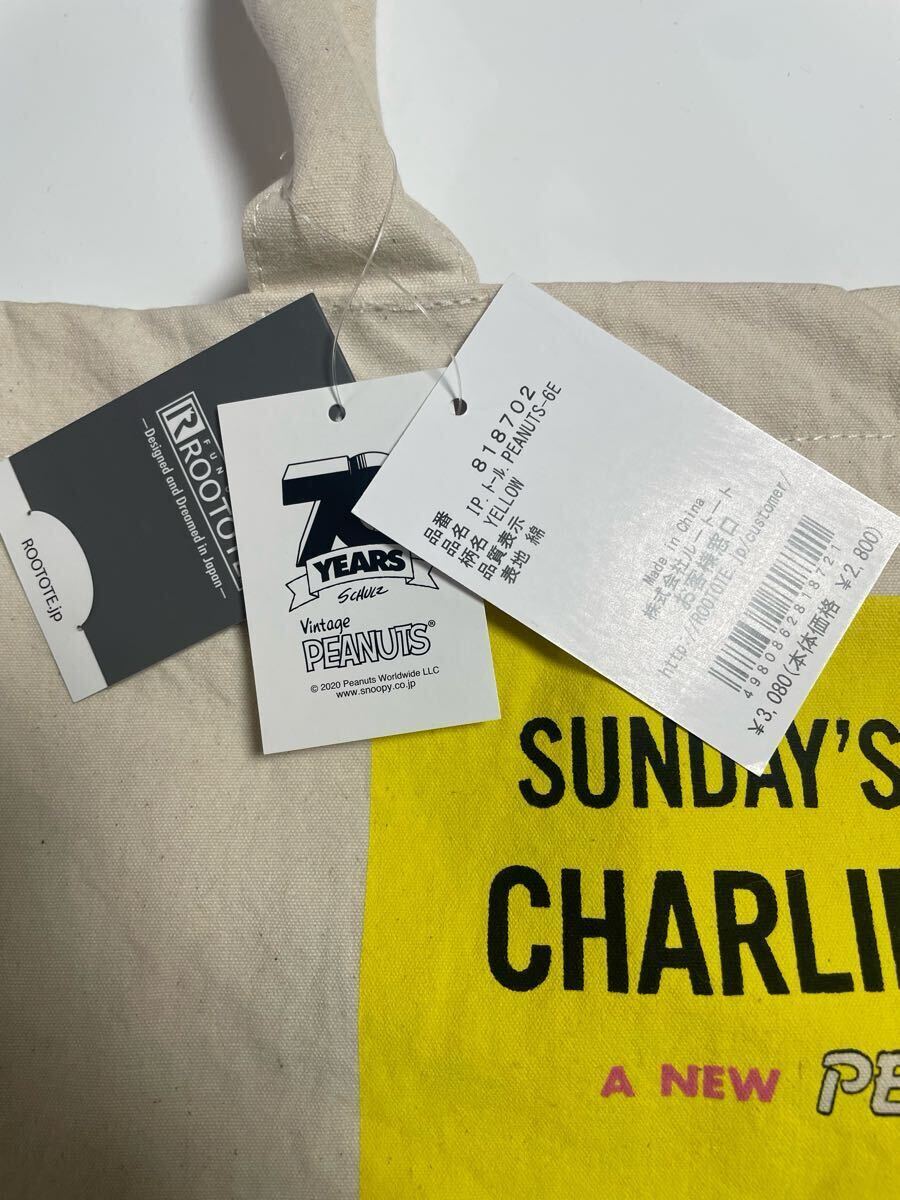 FUN
ROOTOTE
—Designed and Dreamed in Japan—
ROOTOTE.jp
70
YEARS
SCHULZ
Vintage
PEANUTS®
© 2020 Peanuts Worldwide LLC
www.snoopy.co.jp
品番 818702
品名 IP.トール.PEANUTS-6E
柄名 YELLOW
品質表示
表地 綿
Made in China
株式会社ルートート
お客様窓口
http://ROOTOTE.jp/customer/
4980862818721
¥3,080(本体価格 ¥2,800)
SUNDAY'S
CHARLIE
A NEW PE